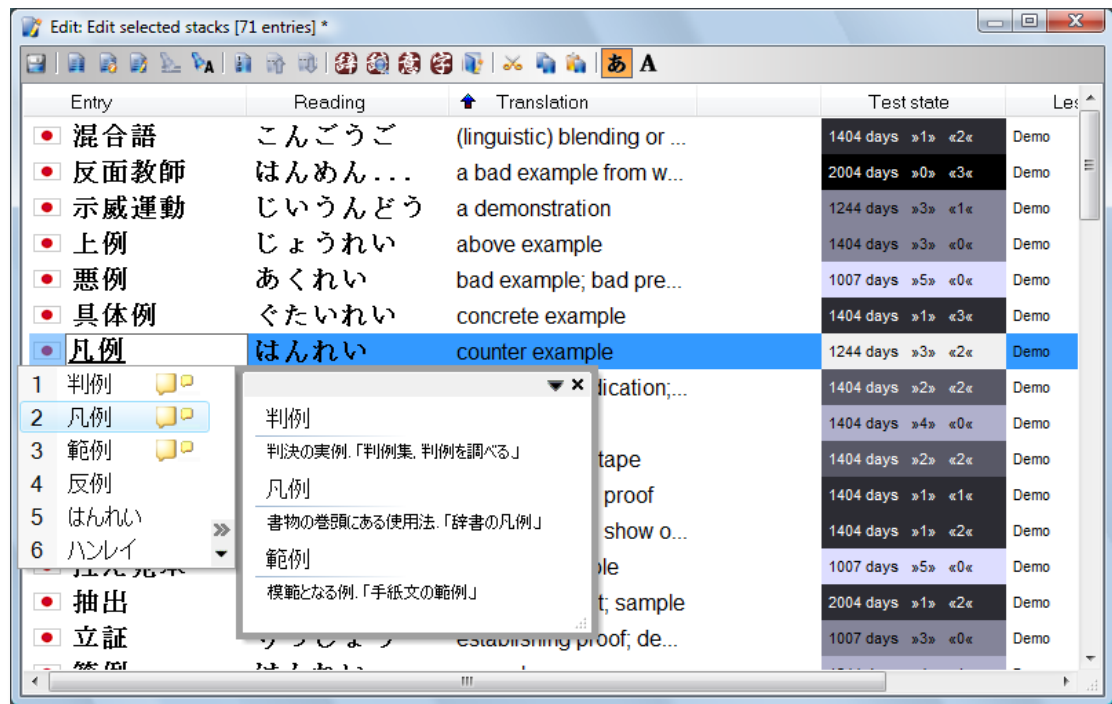 Edit: Edit selected stacks [71 entries] *
あ A
Entry Reading Translation Test state Les
混合語 こんごうご (linguistic) blending or ... 1404 days »1» «2« Demo
反面教師 はんめん... a bad example from w... 2004 days »0» «3« Demo
示威運動 じいうんどう a demonstration 1244 days »3» «1« Demo
上例 じょうれい above example 1404 days »3» «0« Demo
悪例 あくれい bad example; bad pre... 1007 days »5» «0« Demo
具体例 ぐたいれい concrete example 1404 days »1» «3« Demo
凡例 はんれい counter example 1244 days »3» «2« Demo
1 判例
2 凡例
3 範例
4 反例
5 はんれい
6 ハンレイ
判例
判決の実例.「判例集, 判例を調べる」
凡例
書物の巻頭にある使用法.「辞書の凡例」
範例
模範となる例.「手紙文の範例」
dication;... 1404 days »2» «2« Demo
1404 days »4» «0« Demo
tape 1404 days »2» «2« Demo
proof 1404 days »1» «1« Demo
show o... 1404 days »1» «2« Demo
ple 1007 days »5» «0« Demo
抽出 t; sample 2004 days »1» «2« Demo
立証 りっしょう establishing proof; de... 1007 days »3» «0« Demo